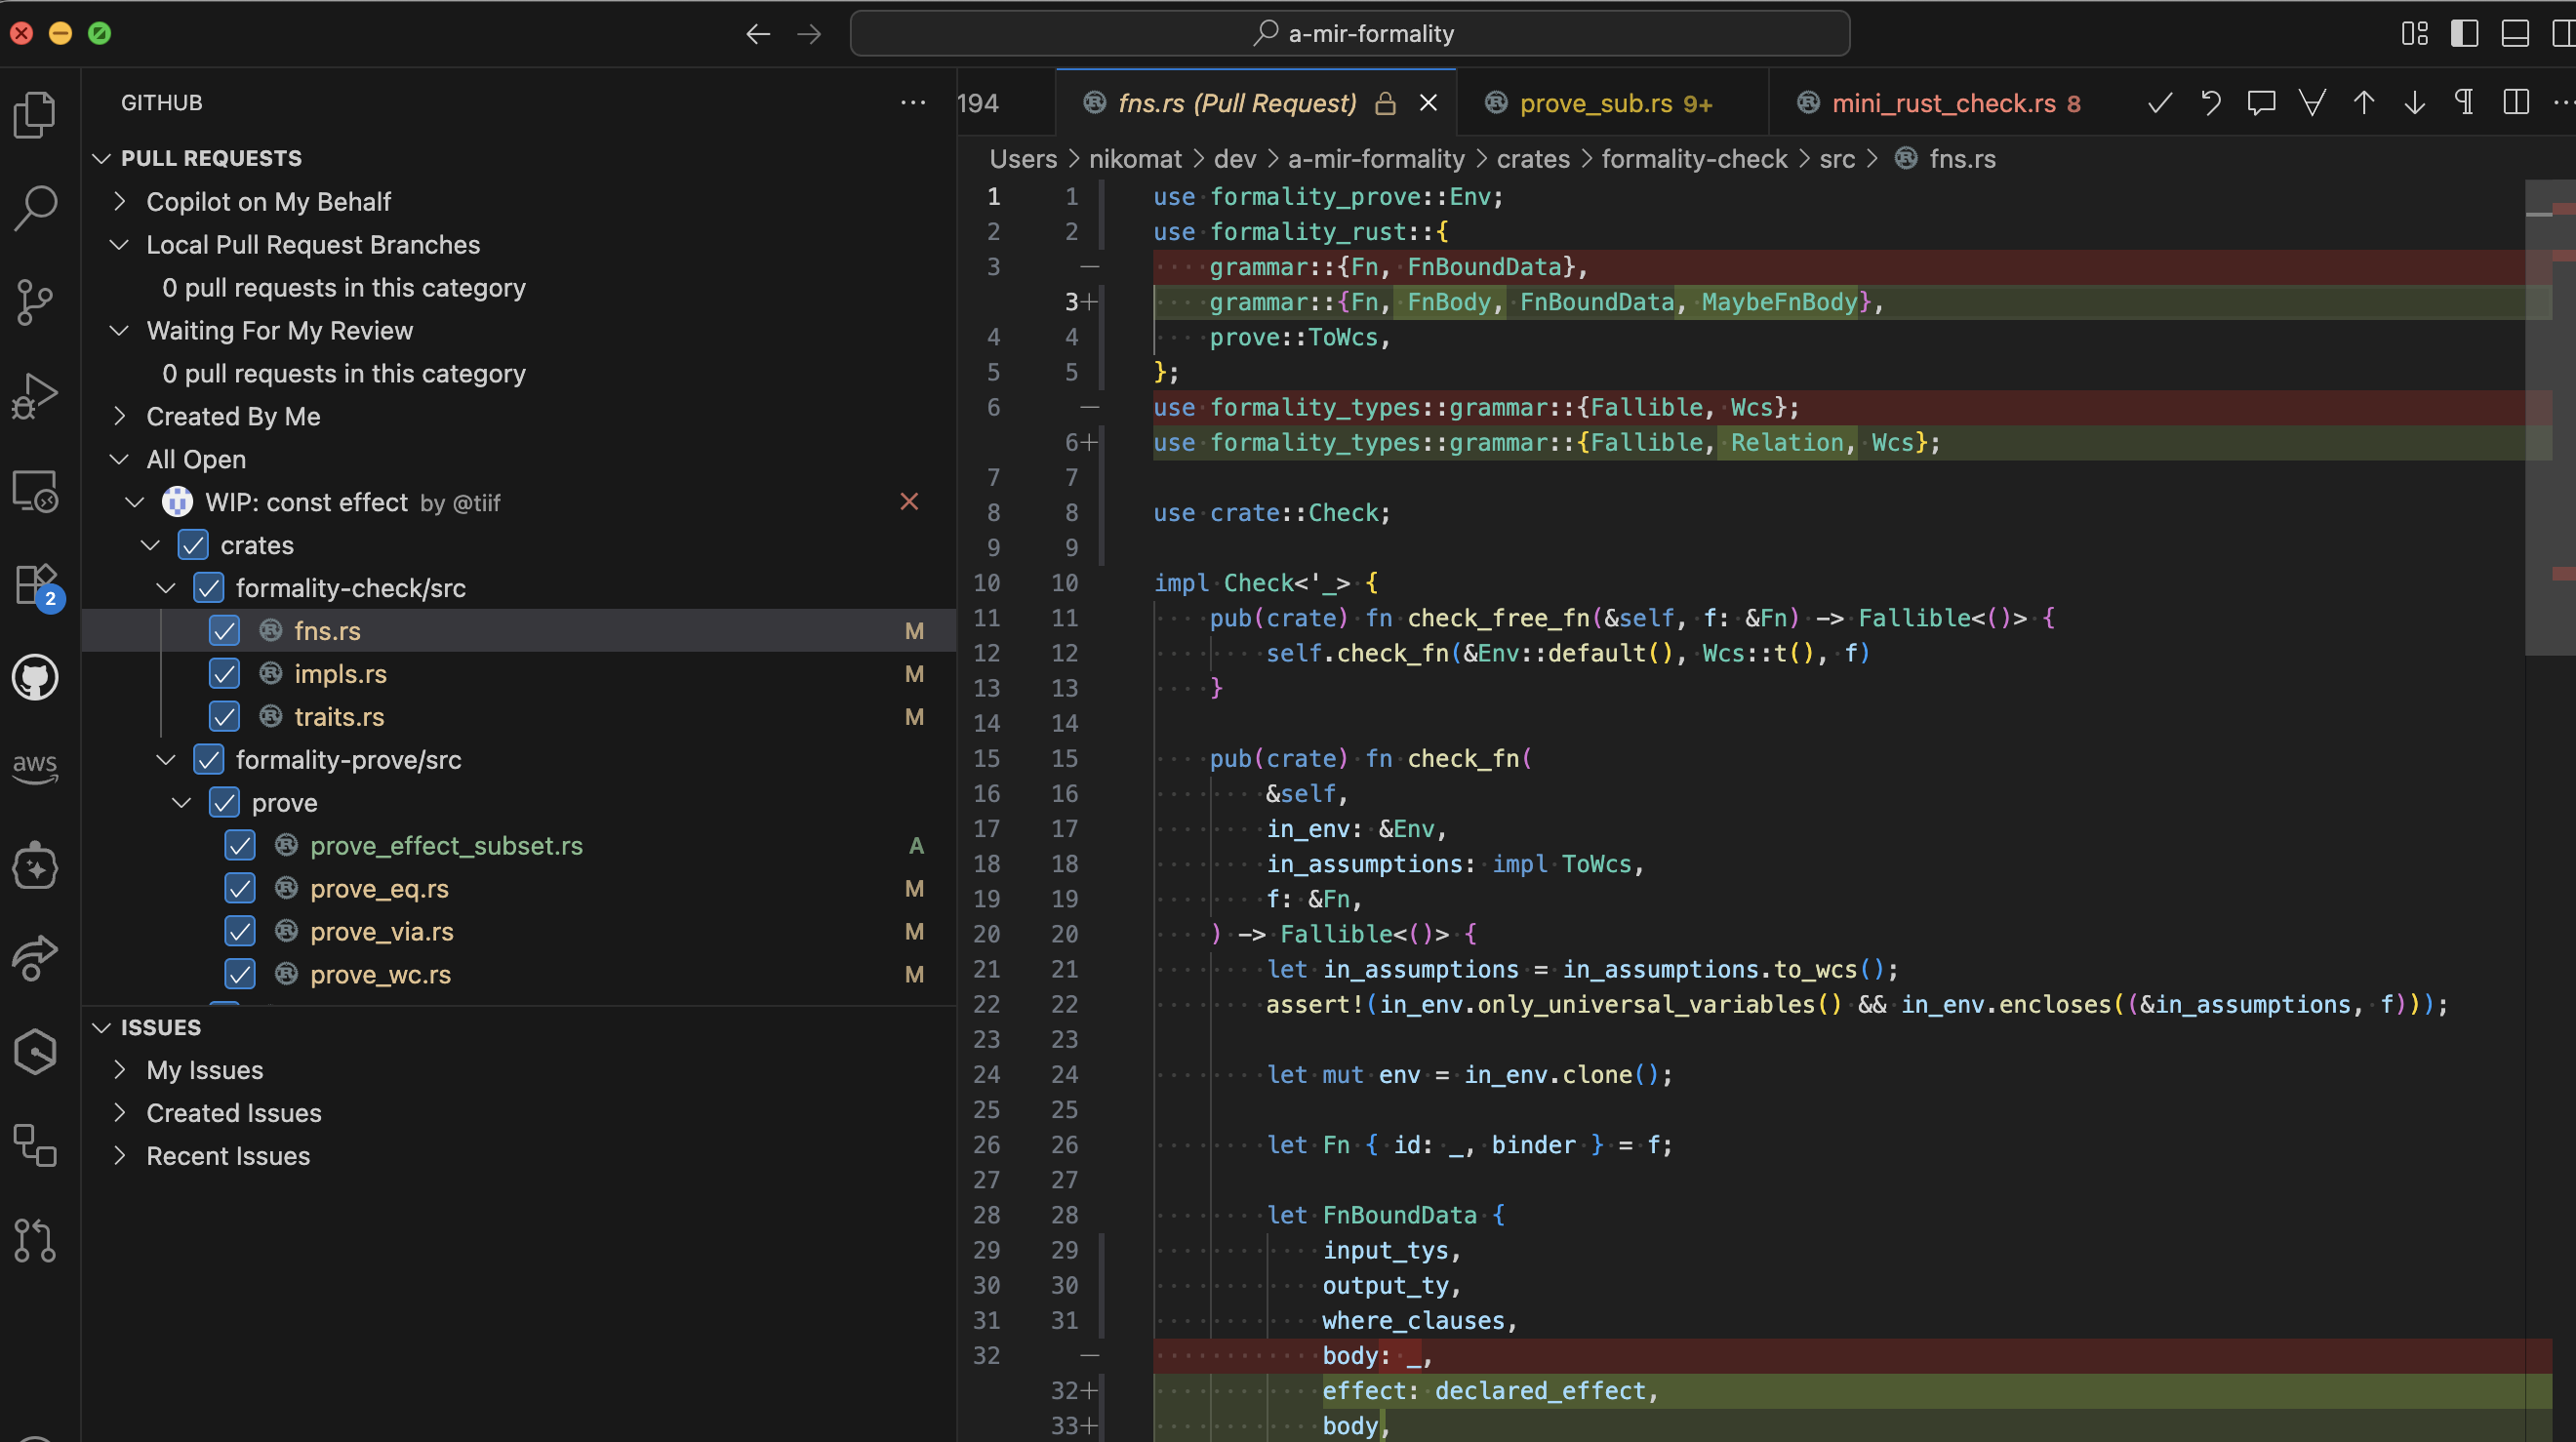 a-mir-formality
GITHUB
PULL REQUESTS
Copilot on My Behalf
Local Pull Request Branches
0 pull requests in this category
Waiting For My Review
0 pull requests in this category
Created By Me
All Open
WIP: const effect by @tiif
crates
formality-check/src
fns.rs M
impls.rs M
traits.rs M
formality-prove/src
prove
prove_effect_subset.rs A
prove_eq.rs M
prove_via.rs M
prove_wc.rs M
ISSUES
My Issues
Created Issues
Recent Issues
2
aws
194
fns.rs (Pull Request)
prove_sub.rs 9+
mini_rust_check.rs 8
Users > nikomat > dev > a-mir-formality > crates > formality-check > src > fns.rs
1 1 use formality_prove::Env;
2 2 use formality_rust::{
3 — grammar::{Fn, FnBoundData},
3+ grammar::{Fn, FnBody, FnBoundData, MaybeFnBody},
4 4 prove::ToWcs,
5 5 };
6 — use formality_types::grammar::{Fallible, Wcs};
6+ use formality_types::grammar::{Fallible, Relation, Wcs};
7 7
8 8 use crate::Check;
9 9
10 10 impl Check<'_> {
11 11 pub(crate) fn check_free_fn(&self, f: &Fn) -> Fallible<()> {
12 12 self.check_fn(&Env::default(), Wcs::t(), f)
13 13 }
14 14
15 15 pub(crate) fn check_fn(
16 16 &self,
17 17 in_env: &Env,
18 18 in_assumptions: impl ToWcs,
19 19 f: &Fn,
20 20 ) -> Fallible<()> {
21 21 let in_assumptions = in_assumptions.to_wcs();
22 22 assert!(in_env.only_universal_variables() && in_env.encloses((&in_assumptions, f)));
23 23
24 24 let mut env = in_env.clone();
25 25
26 26 let Fn { id: _, binder } = f;
27 27
28 28 let FnBoundData {
29 29 input_tys,
30 30 output_ty,
31 31 where_clauses,
32 — body: _,
32+ effect: declared_effect,
33+ body,